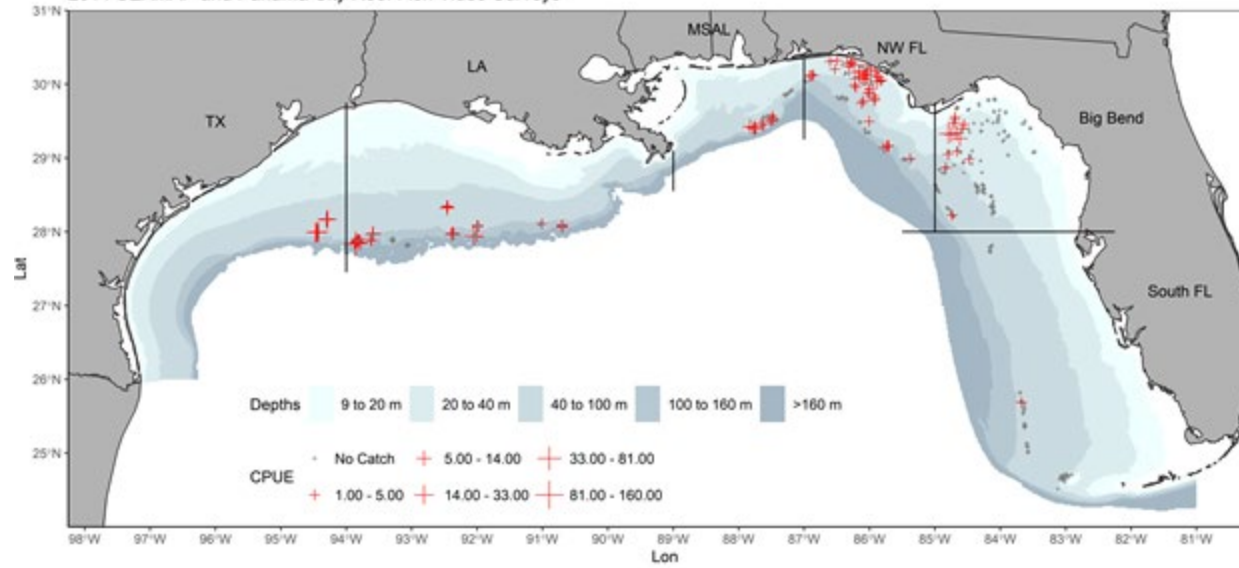 31°N
MSAL
NW FL
LA
30°N
TX
Big Bend
29°N
28°N
Lat
South FL
27°N
26°N
Depths 9 to 20 m 20 to 40 m 40 to 100 m 100 to 160 m >160 m
25°N
No Catch 5.00 - 14.00 33.00 - 81.00
CPUE
1.00 - 5.00 14.00 - 33.00 81.00 - 160.00
98°W 97°W 96°W 95°W 94°W 93°W 92°W 91°W 90°W 89°W 88°W 87°W 86°W 85°W 84°W 83°W 82°W 81°W
Lon